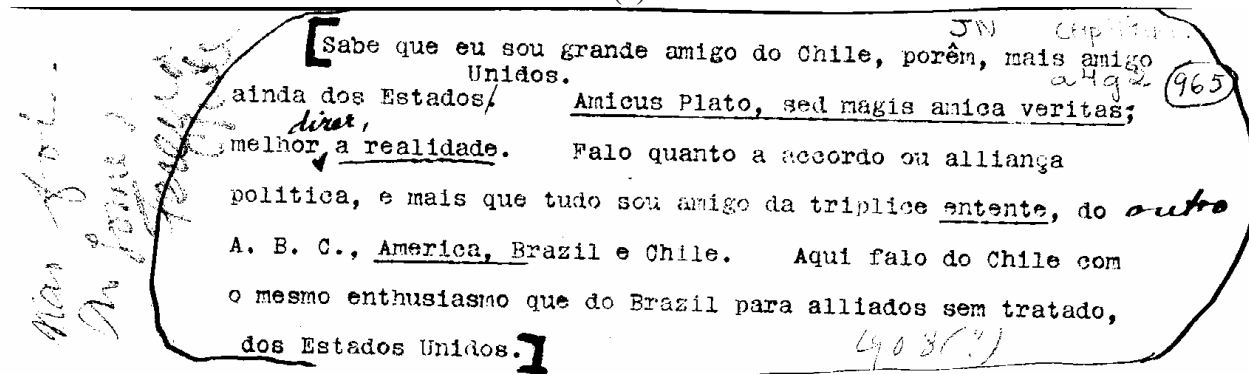 JN
[Sabe que eu sou grande amigo do Chile, porêm, mais amigo
Unidos.
ainda dos Estados/. Amicus Plato, sed magis amica veritas;
965
dizer,
melhor a realidade. Falo quanto a accordo ou alliança
politica, e mais que tudo sou amigo da triplice entente, do outro
A. B. C., America, Brazil e Chile. Aqui falo do Chile com
o mesmo enthusiasmo que do Brazil para alliados sem tratado,
dos Estados Unidos.]
1908(?)